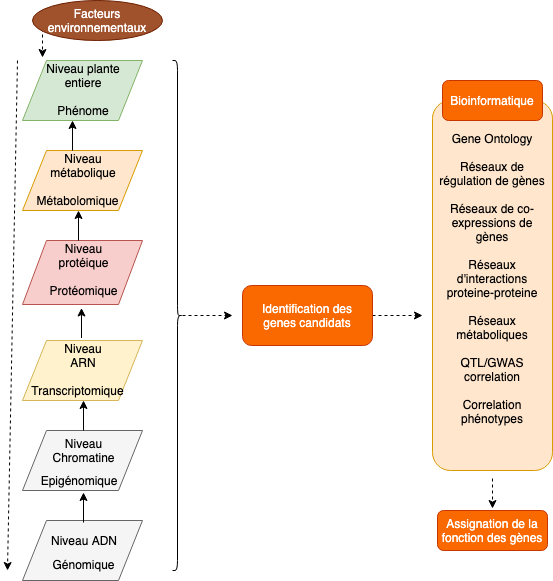 Facteurs
environnementaux
Niveau plante
entiere
Phénome
Niveau
métabolique
Métabolomique
Niveau
protéique
Protéomique
Niveau
ARN
Transcriptomique
Niveau
Chromatine
Epigénomique
Niveau ADN
Génomique
Identification des
genes candidats
Bioinformatique
Gene Ontology
Réseaux de
régulation de gènes
Réseaux de co-
expressions de
gènes
Réseaux
d'interactions
proteine-proteine
Réseaux
métaboliques
QTL/GWAS
correlation
Correlation
phénotypes
Assignation de la
fonction des gènes